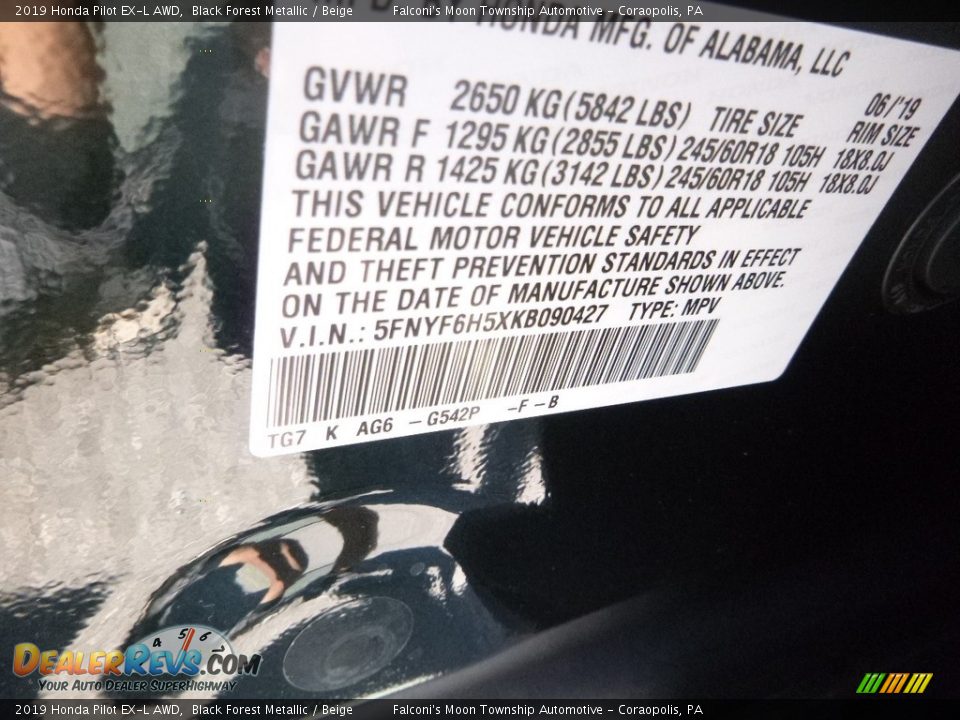 2019 Honda Pilot EX-L AWD, Black Forest Metallic / Beige Falconi's Moon Township Automotive - Coraopolis, PA
HONDA MFG. OF ALABAMA, LLC
06/'19
GVWR 2650 KG (5842 LBS) TIRE SIZE RIM SIZE
GAWR F 1295 KG (2855 LBS) 245/60R18 105H 18X8.0J
GAWR R 1425 KG (3142 LBS) 245/60R18 105H 18X8.0J
THIS VEHICLE CONFORMS TO ALL APPLICABLE
FEDERAL MOTOR VEHICLE SAFETY
AND THEFT PREVENTION STANDARDS IN EFFECT
ON THE DATE OF MANUFACTURE SHOWN ABOVE.
V.I.N.: 5FNYF6H5XKB090427 TYPE: MPV
TG7 K AG6 - G542P - F - B
4 5 6
DEALERREVS.COM
YOUR AUTO DEALER SUPERHIGHWAY
2019 Honda Pilot EX-L AWD, Black Forest Metallic / Beige Falconi's Moon Township Automotive - Coraopolis, PA